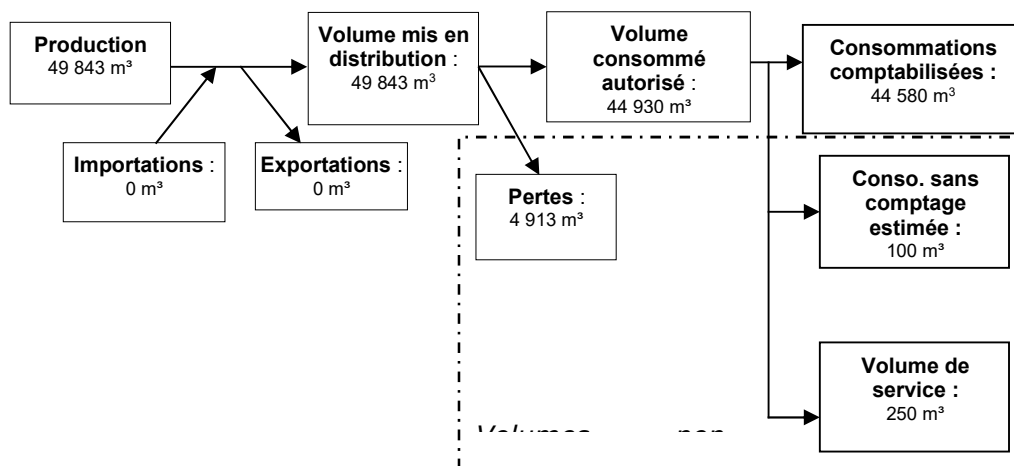 Production
49 843 m³
Importations :
0 m³
Exportations :
0 m³
Volume mis en
distribution :
49 843 m³
Pertes :
4 913 m³
Volume
consommé
autorisé :
44 930 m³
Consommations
comptabilisées :
44 580 m³
Conso. sans
comptage
estimée :
100 m³
Volume de
service :
250 m³